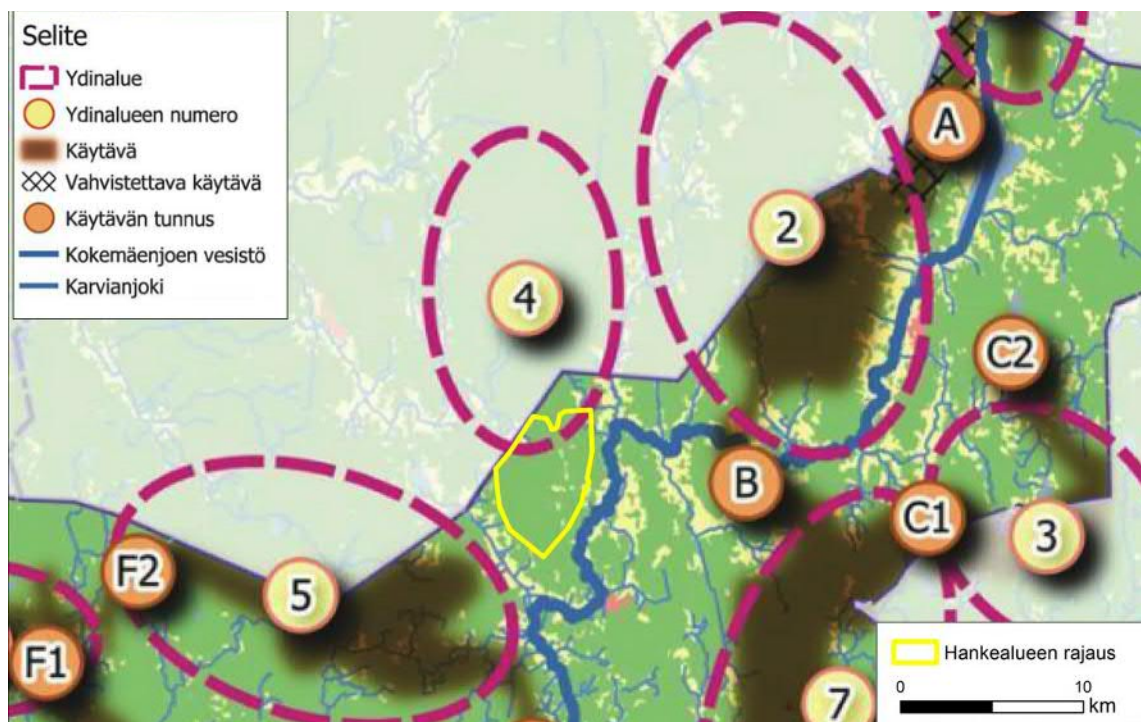 Selite
Ydinalue
Ydinalueen numero
Käytävä
Vahvistettava käytävä
Käytävän tunnus
Kokemäenjoen vesistö
Karvianjoki
A
2
4
C2
B
C1
3
F2
5
F1
7
Hankealueen rajaus
0 10
km